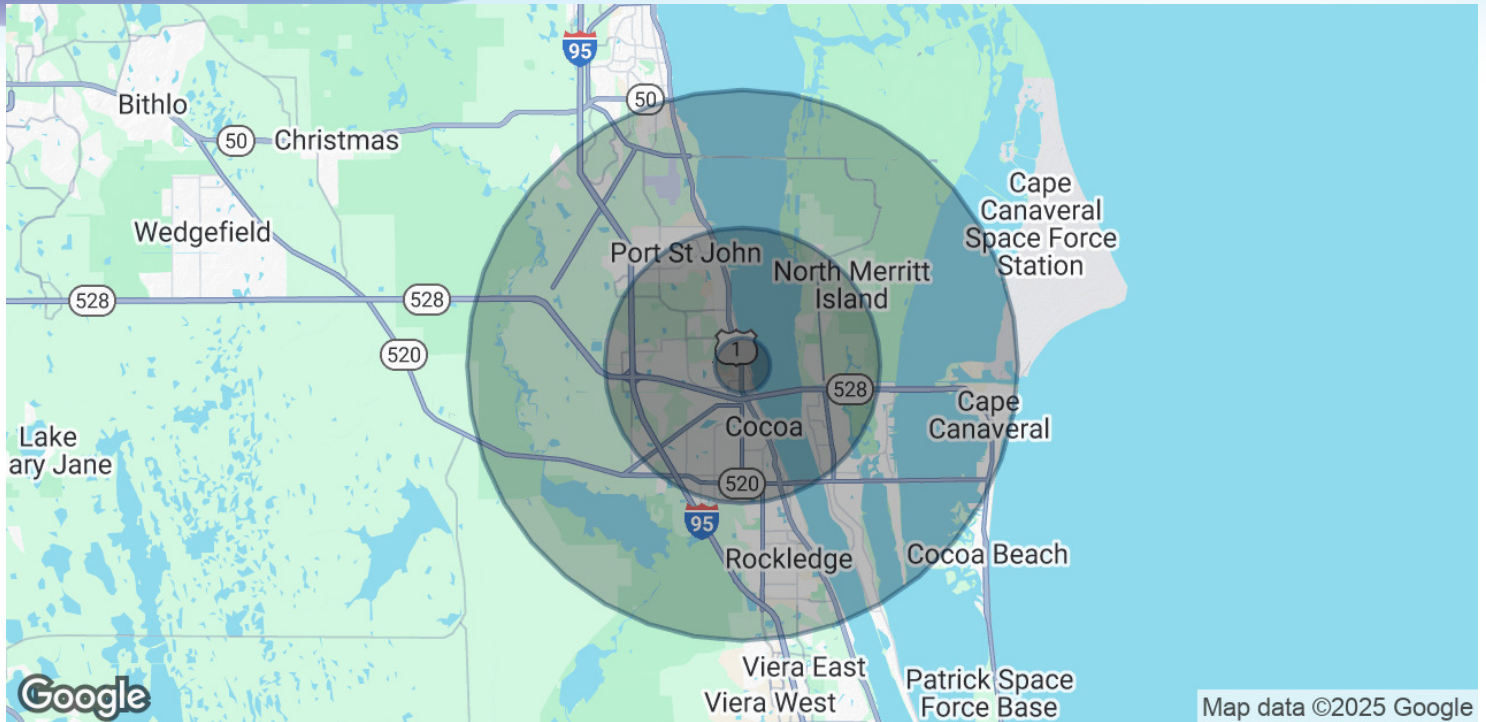 95
50
Bithlo
50
Christmas
Cape
Canaveral
Space Force
Station
Wedgefield
Port St John
North Merritt
Island
528
528
1
520
528
Cape
Canaveral
Cocoa
Lake
ary Jane
520
95
Rockledge
Cocoa Beach
Viera East
Viera West
Patrick Space
Force Base
Google
Map data ©2025 Google